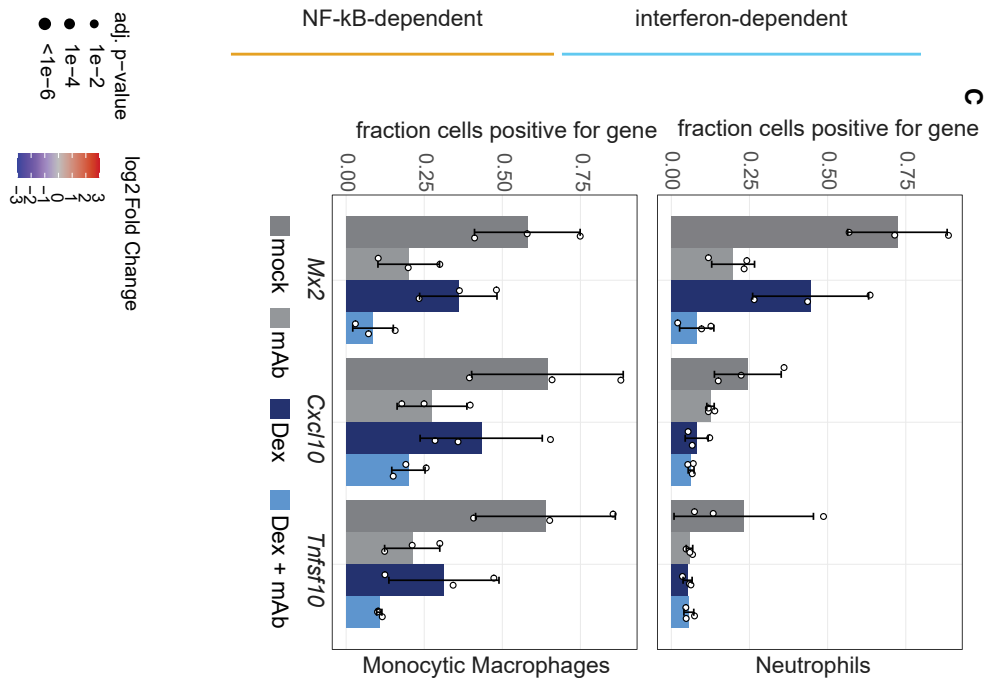 NF-kB-dependent
interferon-dependent
adj. p-value
1e-2
1e-4
<1e-6
log2 Fold Change
3
2
1
0
-1
-2
-3
C
fraction cells positive for gene
0.00
0.25
0.50
0.75
Neutrophils
fraction cells positive for gene
0.00
0.25
0.50
0.75
Monocytic Macrophages
Mx2
Cxcl10
Tnfsf10
mock
mAb
Dex
Dex + mAb